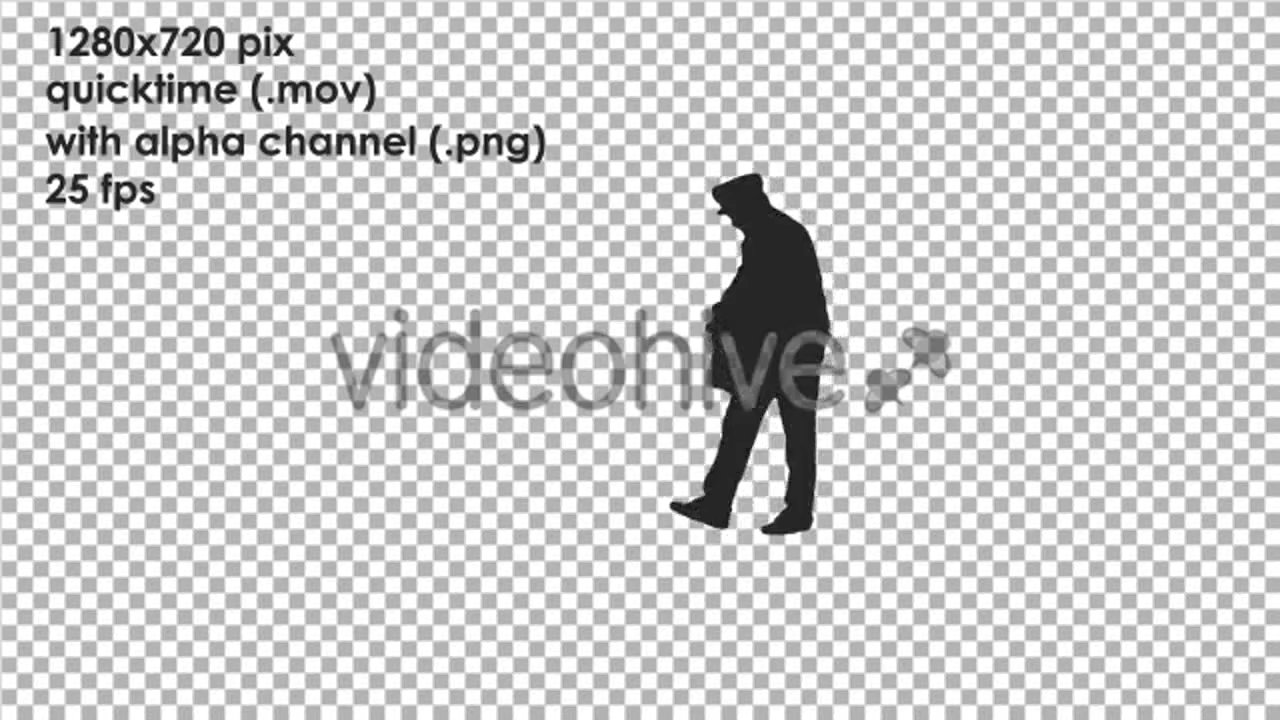 1280x720 pix
quicktime (.mov)
with alpha channel (.png)
25 fps
videohive